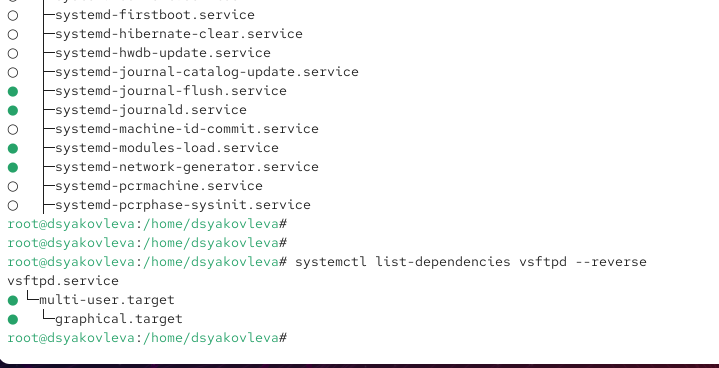 ├─systemd-firstboot.service
├─systemd-hibernate-clear.service
├─systemd-hwdb-update.service
├─systemd-journal-catalog-update.service
├─systemd-journal-flush.service
├─systemd-journald.service
├─systemd-machine-id-commit.service
├─systemd-modules-load.service
├─systemd-network-generator.service
├─systemd-pcrmachine.service
├─systemd-pcrphase-sysinit.service
root@dsyakovleva:/home/dsyakovleva#
root@dsyakovleva:/home/dsyakovleva#
root@dsyakovleva:/home/dsyakovleva# systemctl list-dependencies vsftpd --reverse
vsftpd.service
● └─multi-user.target
●   └─graphical.target
root@dsyakovleva:/home/dsyakovleva#